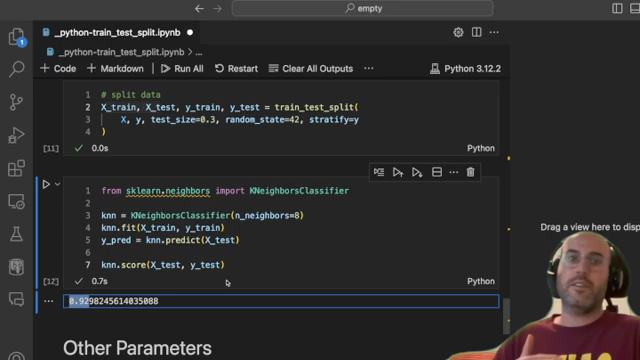 empty
_python-train_test_split.ipynb
_python-train_test_split.ipynb > ...
+ Code + Markdown Run All Restart Clear All Outputs ... Python 3.12.2
1 # split data
2 X_train, X_test, y_train, y_test = train_test_split(
3 X, y, test_size=0.3, random_state=42, stratify=y
4 )
[11] 0.0s Python
1 from sklearn.neighbors import KNeighborsClassifier
2
3 knn = KNeighborsClassifier(n_neighbors=8)
4 knn.fit(X_train, y_train)
5 y_pred = knn.predict(X_test)
6
7 knn.score(X_test, y_test)
[12] 0.7s Python
0.9298245614035088
Other Parameters
Drag a view here to disp
1